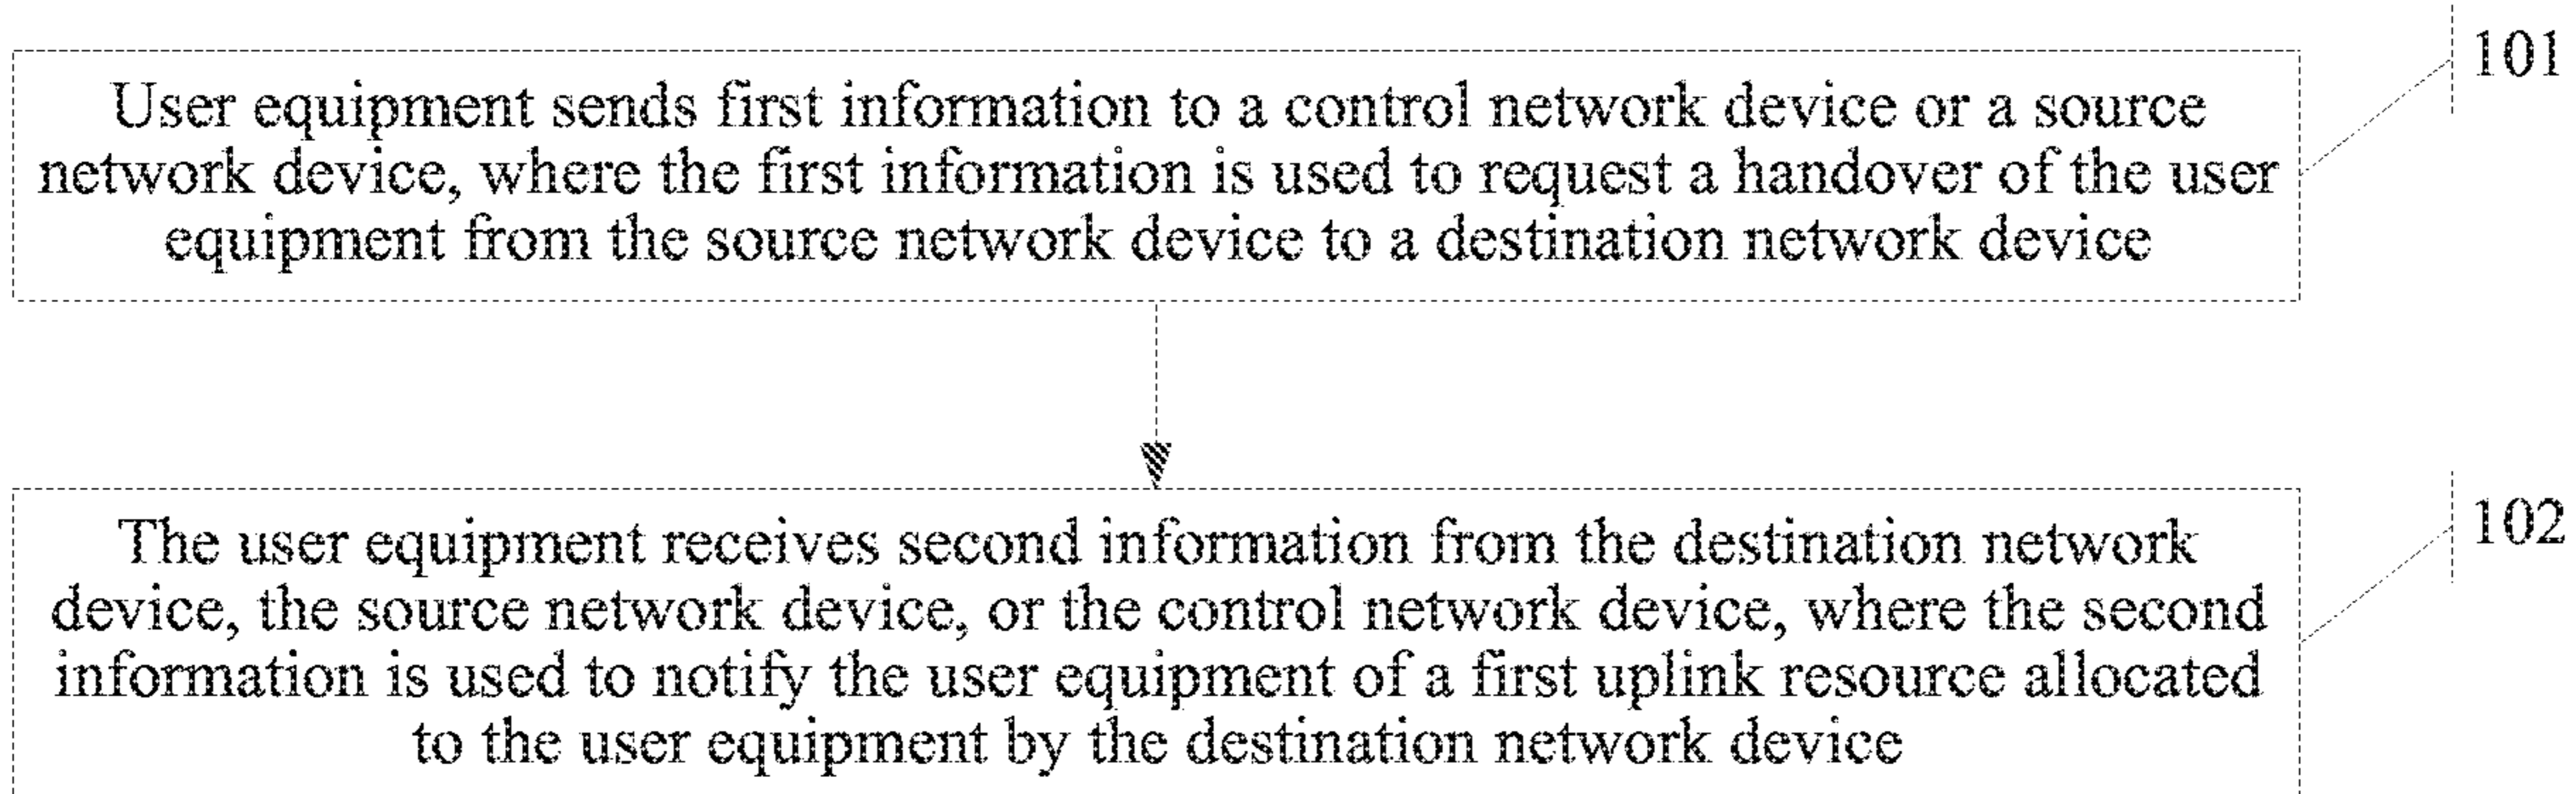 101
User equipment sends first information to a control network device or a source
network device, where the first information is used to request a handover of the user
equipment from the source network device to a destination network device
102
The user equipment receives second information from the destination network
device, the source network device, or the control network device, where the second
information is used to notify the user equipment of a first uplink resource allocated
to the user equipment by the destination network device